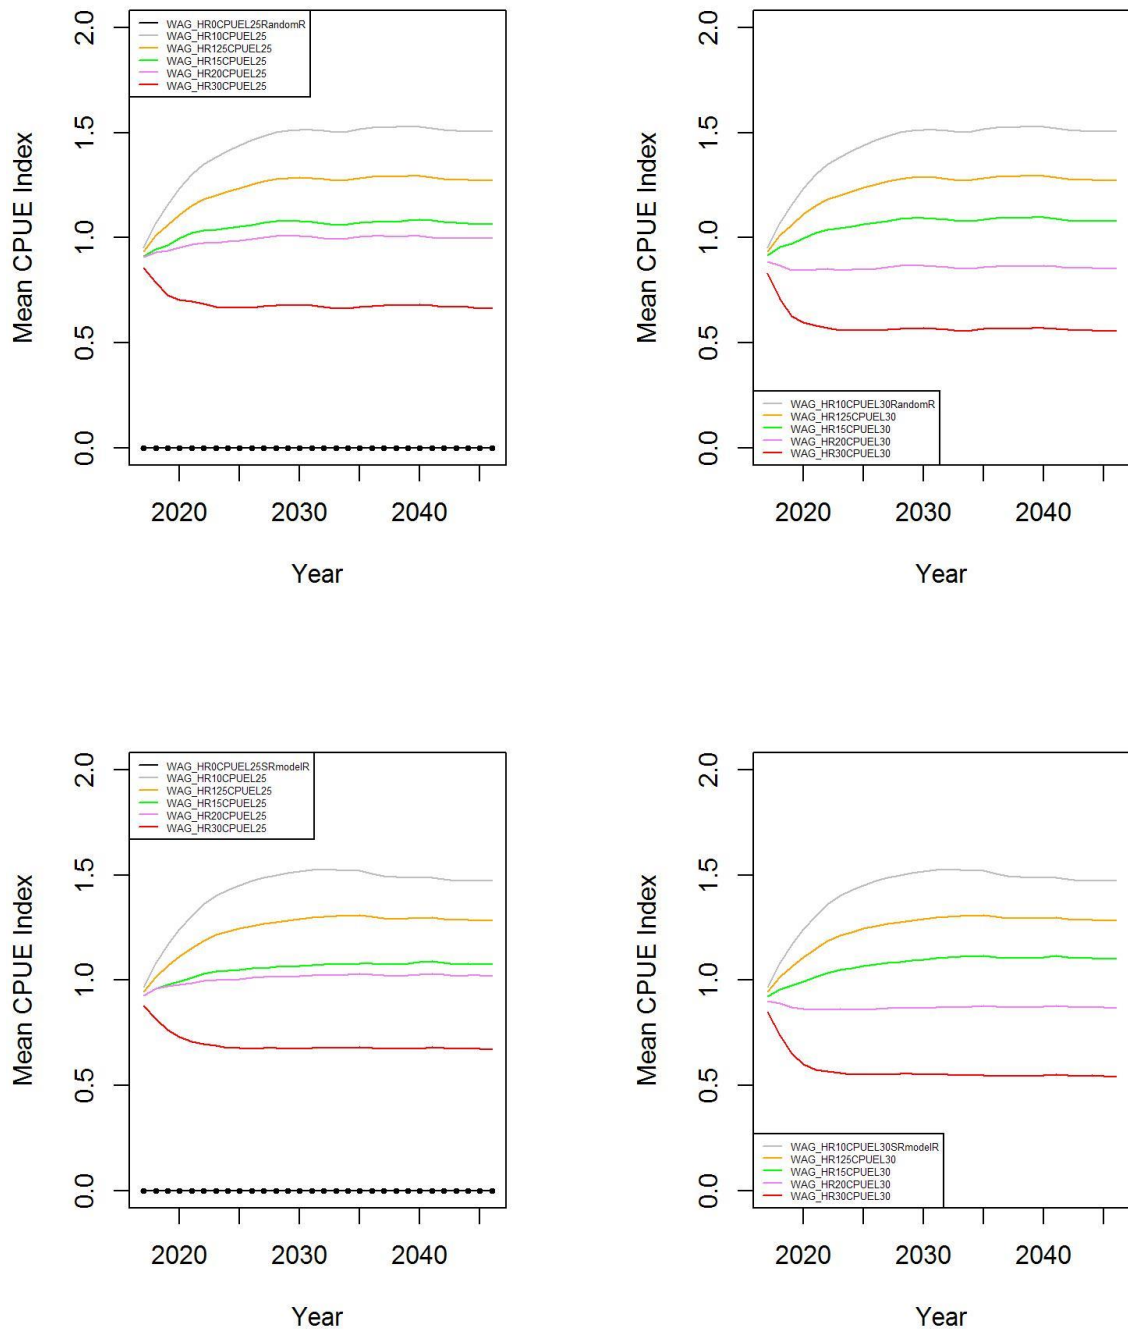 2.0
1.5
1.0
0.5
0.0
Mean CPUE Index
WAG_HR0CPUEL25RandomR
WAG_HR10CPUEL25
WAG_HR125CPUEL25
WAG_HR15CPUEL25
WAG_HR20CPUEL25
WAG_HR30CPUEL25
2020 2030 2040
Year
2.0
1.5
1.0
0.5
0.0
Mean CPUE Index
WAG_HR10CPUEL30RandomR
WAG_HR125CPUEL30
WAG_HR15CPUEL30
WAG_HR20CPUEL30
WAG_HR30CPUEL30
2020 2030 2040
Year
2.0
1.5
1.0
0.5
0.0
Mean CPUE Index
WAG_HR0CPUEL25SRmodelR
WAG_HR10CPUEL25
WAG_HR125CPUEL25
WAG_HR15CPUEL25
WAG_HR20CPUEL25
WAG_HR30CPUEL25
2020 2030 2040
Year
2.0
1.5
1.0
0.5
0.0
Mean CPUE Index
WAG_HR10CPUEL30SRmodelR
WAG_HR125CPUEL30
WAG_HR15CPUEL30
WAG_HR20CPUEL30
WAG_HR30CPUEL30
2020 2030 2040
Year